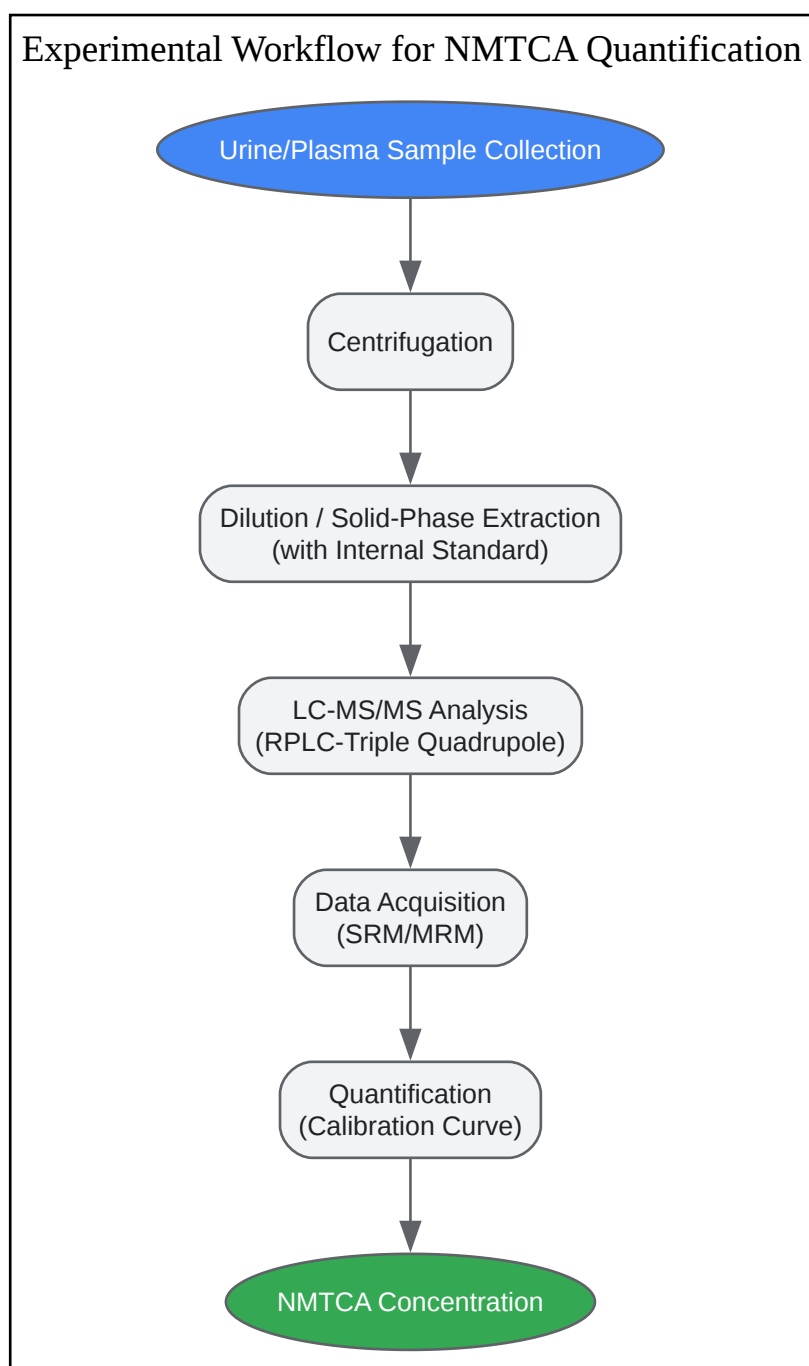 Experimental Workflow for NMTCA Quantification
Urine/Plasma Sample Collection
Centrifugation
Dilution / Solid-Phase Extraction
(with Internal Standard)
LC-MS/MS Analysis
(RPLC-Triple Quadrupole)
Data Acquisition
(SRM/MRM)
Quantification
(Calibration Curve)
NMTCA Concentration